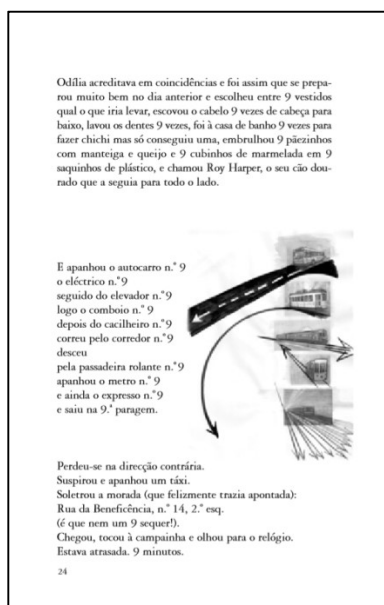 Odília acreditava em coincidências e foi assim que se prepa-
rou muito bem no dia anterior e escolheu entre 9 vestidos
qual o que iria levar, escovou o cabelo 9 vezes de cabeça para
baixo, lavou os dentes 9 vezes, foi à casa de banho 9 vezes para
fazer chichi mas só conseguiu uma, embrulhou 9 pãezinhos
com manteiga e queijo e 9 cubinhos de marmelada em 9
saquinhos de plástico, e chamou Roy Harper, o seu cão dou-
rado que a seguia para todo o lado.
E apanhou o autocarro n.º 9
o eléctrico n.º 9
seguido do elevador n.º 9
logo o comboio n.º 9
depois do cacilheiro n.º 9
correu pelo corredor n.º 9
desceu
pela passadeira rolante n.º 9
apanhou o metro n.º 9
e ainda o expresso n.º 9
e saiu na 9.ª paragem.
Perdeu-se na direcção contrária.
Suspirou e apanhou um táxi.
Soletrou a morada (que felizmente trazia apontada):
Rua da Beneficência, n.º 14, 2.º esq.
(é que nem um 9 sequer!).
Chegou, tocou à campainha e olhou para o relógio.
Estava atrasada. 9 minutos.
24